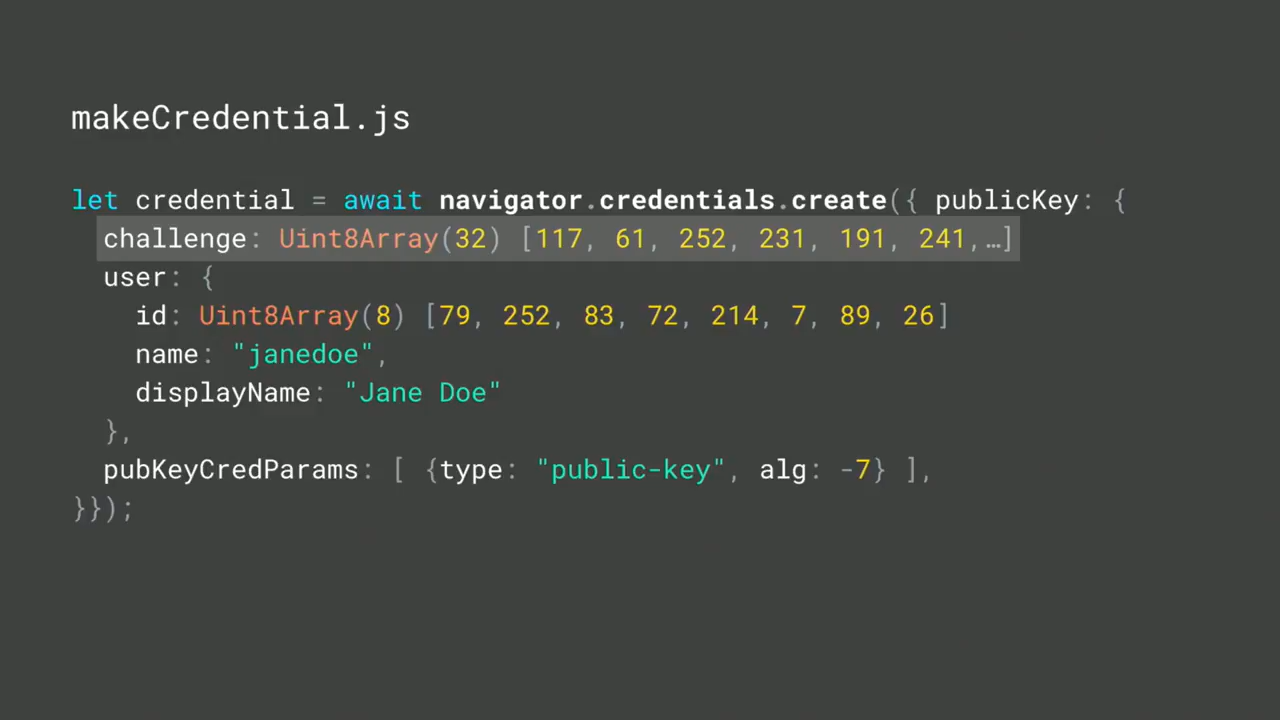 makeCredential.js
let credential = await navigator.credentials.create({ publicKey: {
challenge: Uint8Array(32) [117, 61, 252, 231, 191, 241,…]
user: {
id: Uint8Array(8) [79, 252, 83, 72, 214, 7, 89, 26]
name: "janedoe",
displayName: "Jane Doe"
},
pubKeyCredParams: [ {type: "public-key", alg: -7} ],
}});